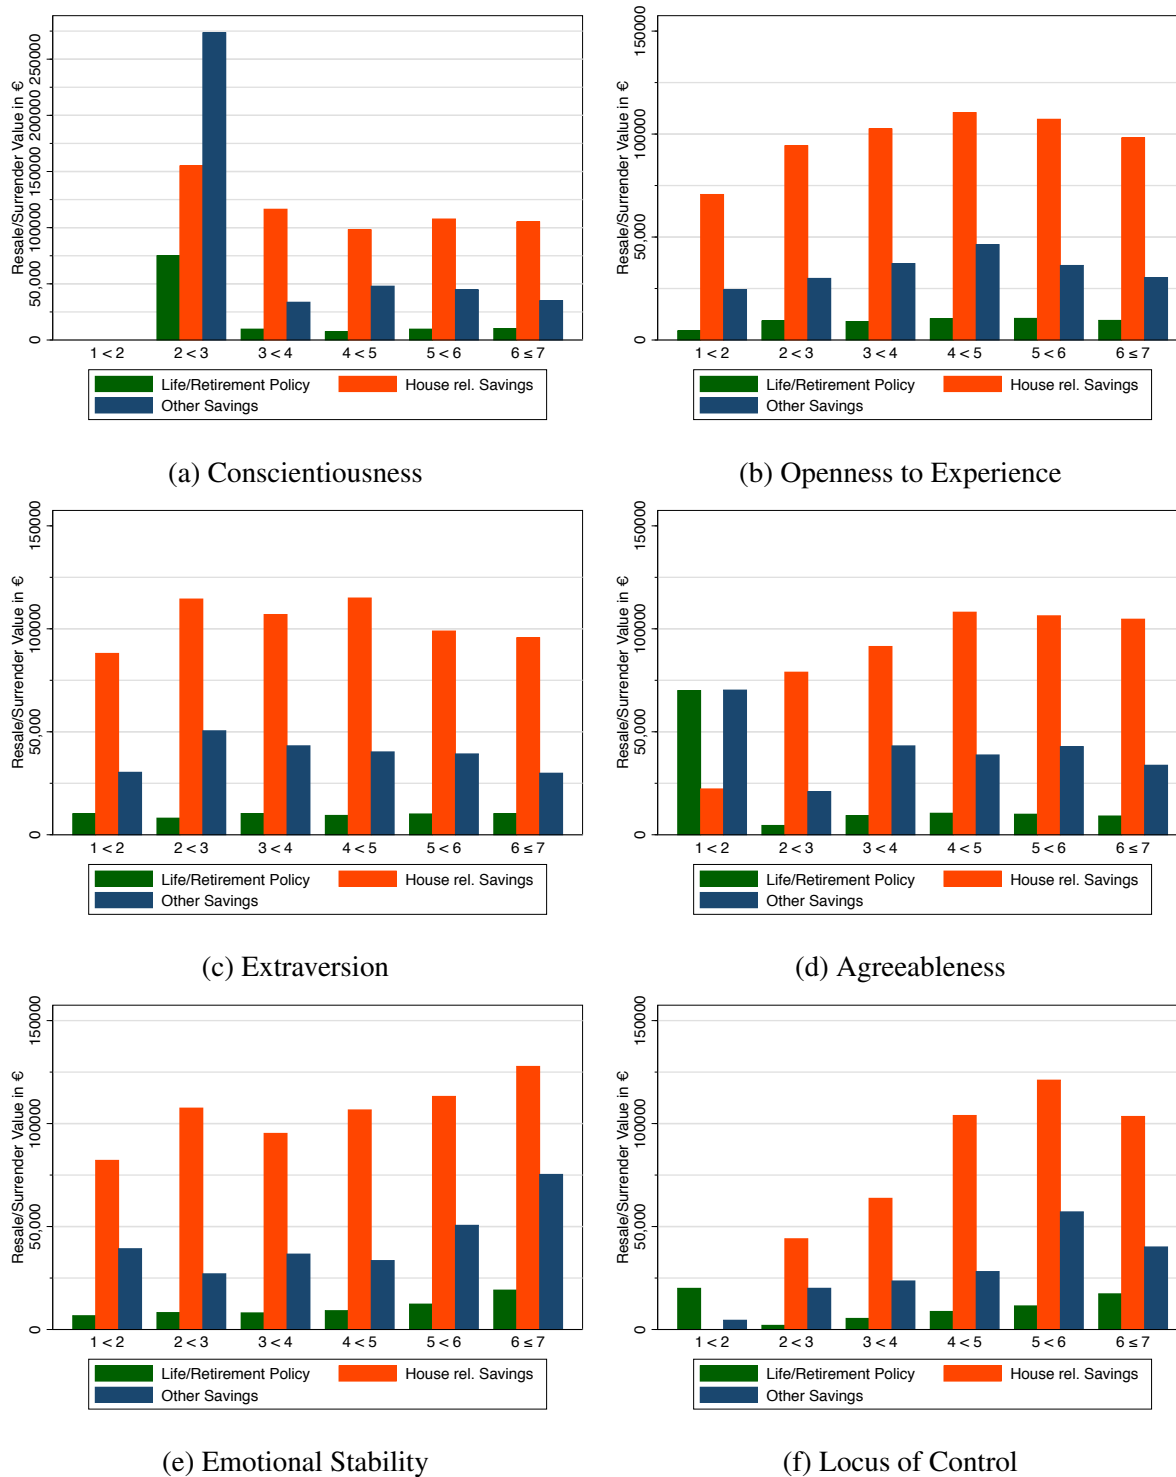 Resale/Surrender Value in €
0
50,000
100000
150000
200000
250000
1 < 2
2 < 3
3 < 4
4 < 5
5 < 6
6 ≤ 7
Life/Retirement Policy
House rel. Savings
Other Savings
(a) Conscientiousness
Resale/Surrender Value in €
0
50,000
100000
150000
1 < 2
2 < 3
3 < 4
4 < 5
5 < 6
6 ≤ 7
Life/Retirement Policy
House rel. Savings
Other Savings
(b) Openness to Experience
Resale/Surrender Value in €
0
50,000
100000
150000
1 < 2
2 < 3
3 < 4
4 < 5
5 < 6
6 ≤ 7
Life/Retirement Policy
House rel. Savings
Other Savings
(c) Extraversion
Resale/Surrender Value in €
0
50,000
100000
150000
1 < 2
2 < 3
3 < 4
4 < 5
5 < 6
6 ≤ 7
Life/Retirement Policy
House rel. Savings
Other Savings
(d) Agreeableness
Resale/Surrender Value in €
0
50,000
100000
150000
1 < 2
2 < 3
3 < 4
4 < 5
5 < 6
6 ≤ 7
Life/Retirement Policy
House rel. Savings
Other Savings
(e) Emotional Stability
Resale/Surrender Value in €
0
50,000
100000
150000
1 < 2
2 < 3
3 < 4
4 < 5
5 < 6
6 ≤ 7
Life/Retirement Policy
House rel. Savings
Other Savings
(f) Locus of Control